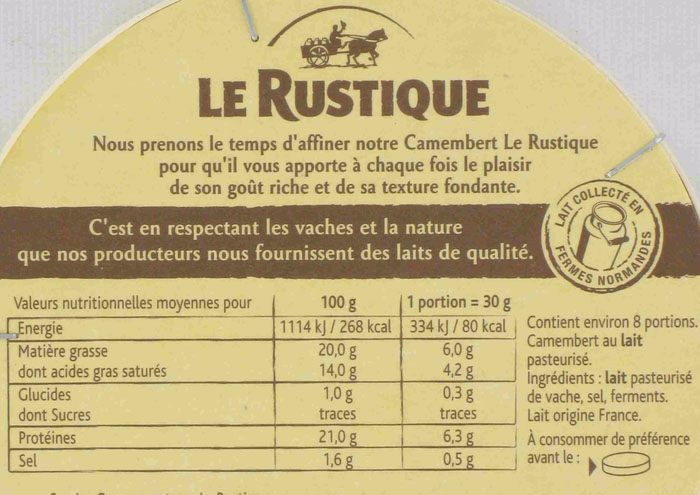 LE RUSTIQUE
Nous prenons le temps d'affiner notre Camembert Le Rustique
pour qu'il vous apporte à chaque fois le plaisir
de son goût riche et de sa texture fondante.
C'est en respectant les vaches et la nature
que nos producteurs nous fournissent des laits de qualité.
LAIT COLLECTÉ EN
FERMES NORMANDES
Valeurs nutritionnelles moyennes pour 100 g 1 portion = 30 g
Energie 1114 kJ / 268 kcal 334 kJ / 80 kcal
Matière grasse 20,0 g 6,0 g
dont acides gras saturés 14,0 g 4,2 g
Glucides 1,0 g 0,3 g
dont Sucres traces traces
Protéines 21,0 g 6,3 g
Sel 1,6 g 0,5 g
Contient environ 8 portions.
Camembert au lait
pasteurisé.
Ingrédients : lait pasteurisé
de vache, sel, ferments.
Lait origine France.
À consommer de préférence
avant le :